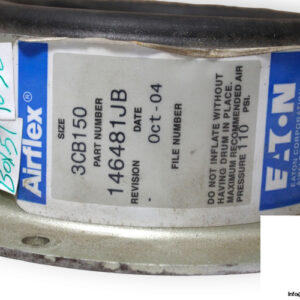 Airflex®
SIZE
3CB150
PART NUMBER
146481JB
REVISION DATE
Oct-04
FILE NUMBER
DO NOT INFLATE WITHOUT
HAVING DRUM IN PLACE.
MAXIMUM RECOMMENDED AIR
PRESSURE 110 PSI.
EATON
EATON CORPORATION